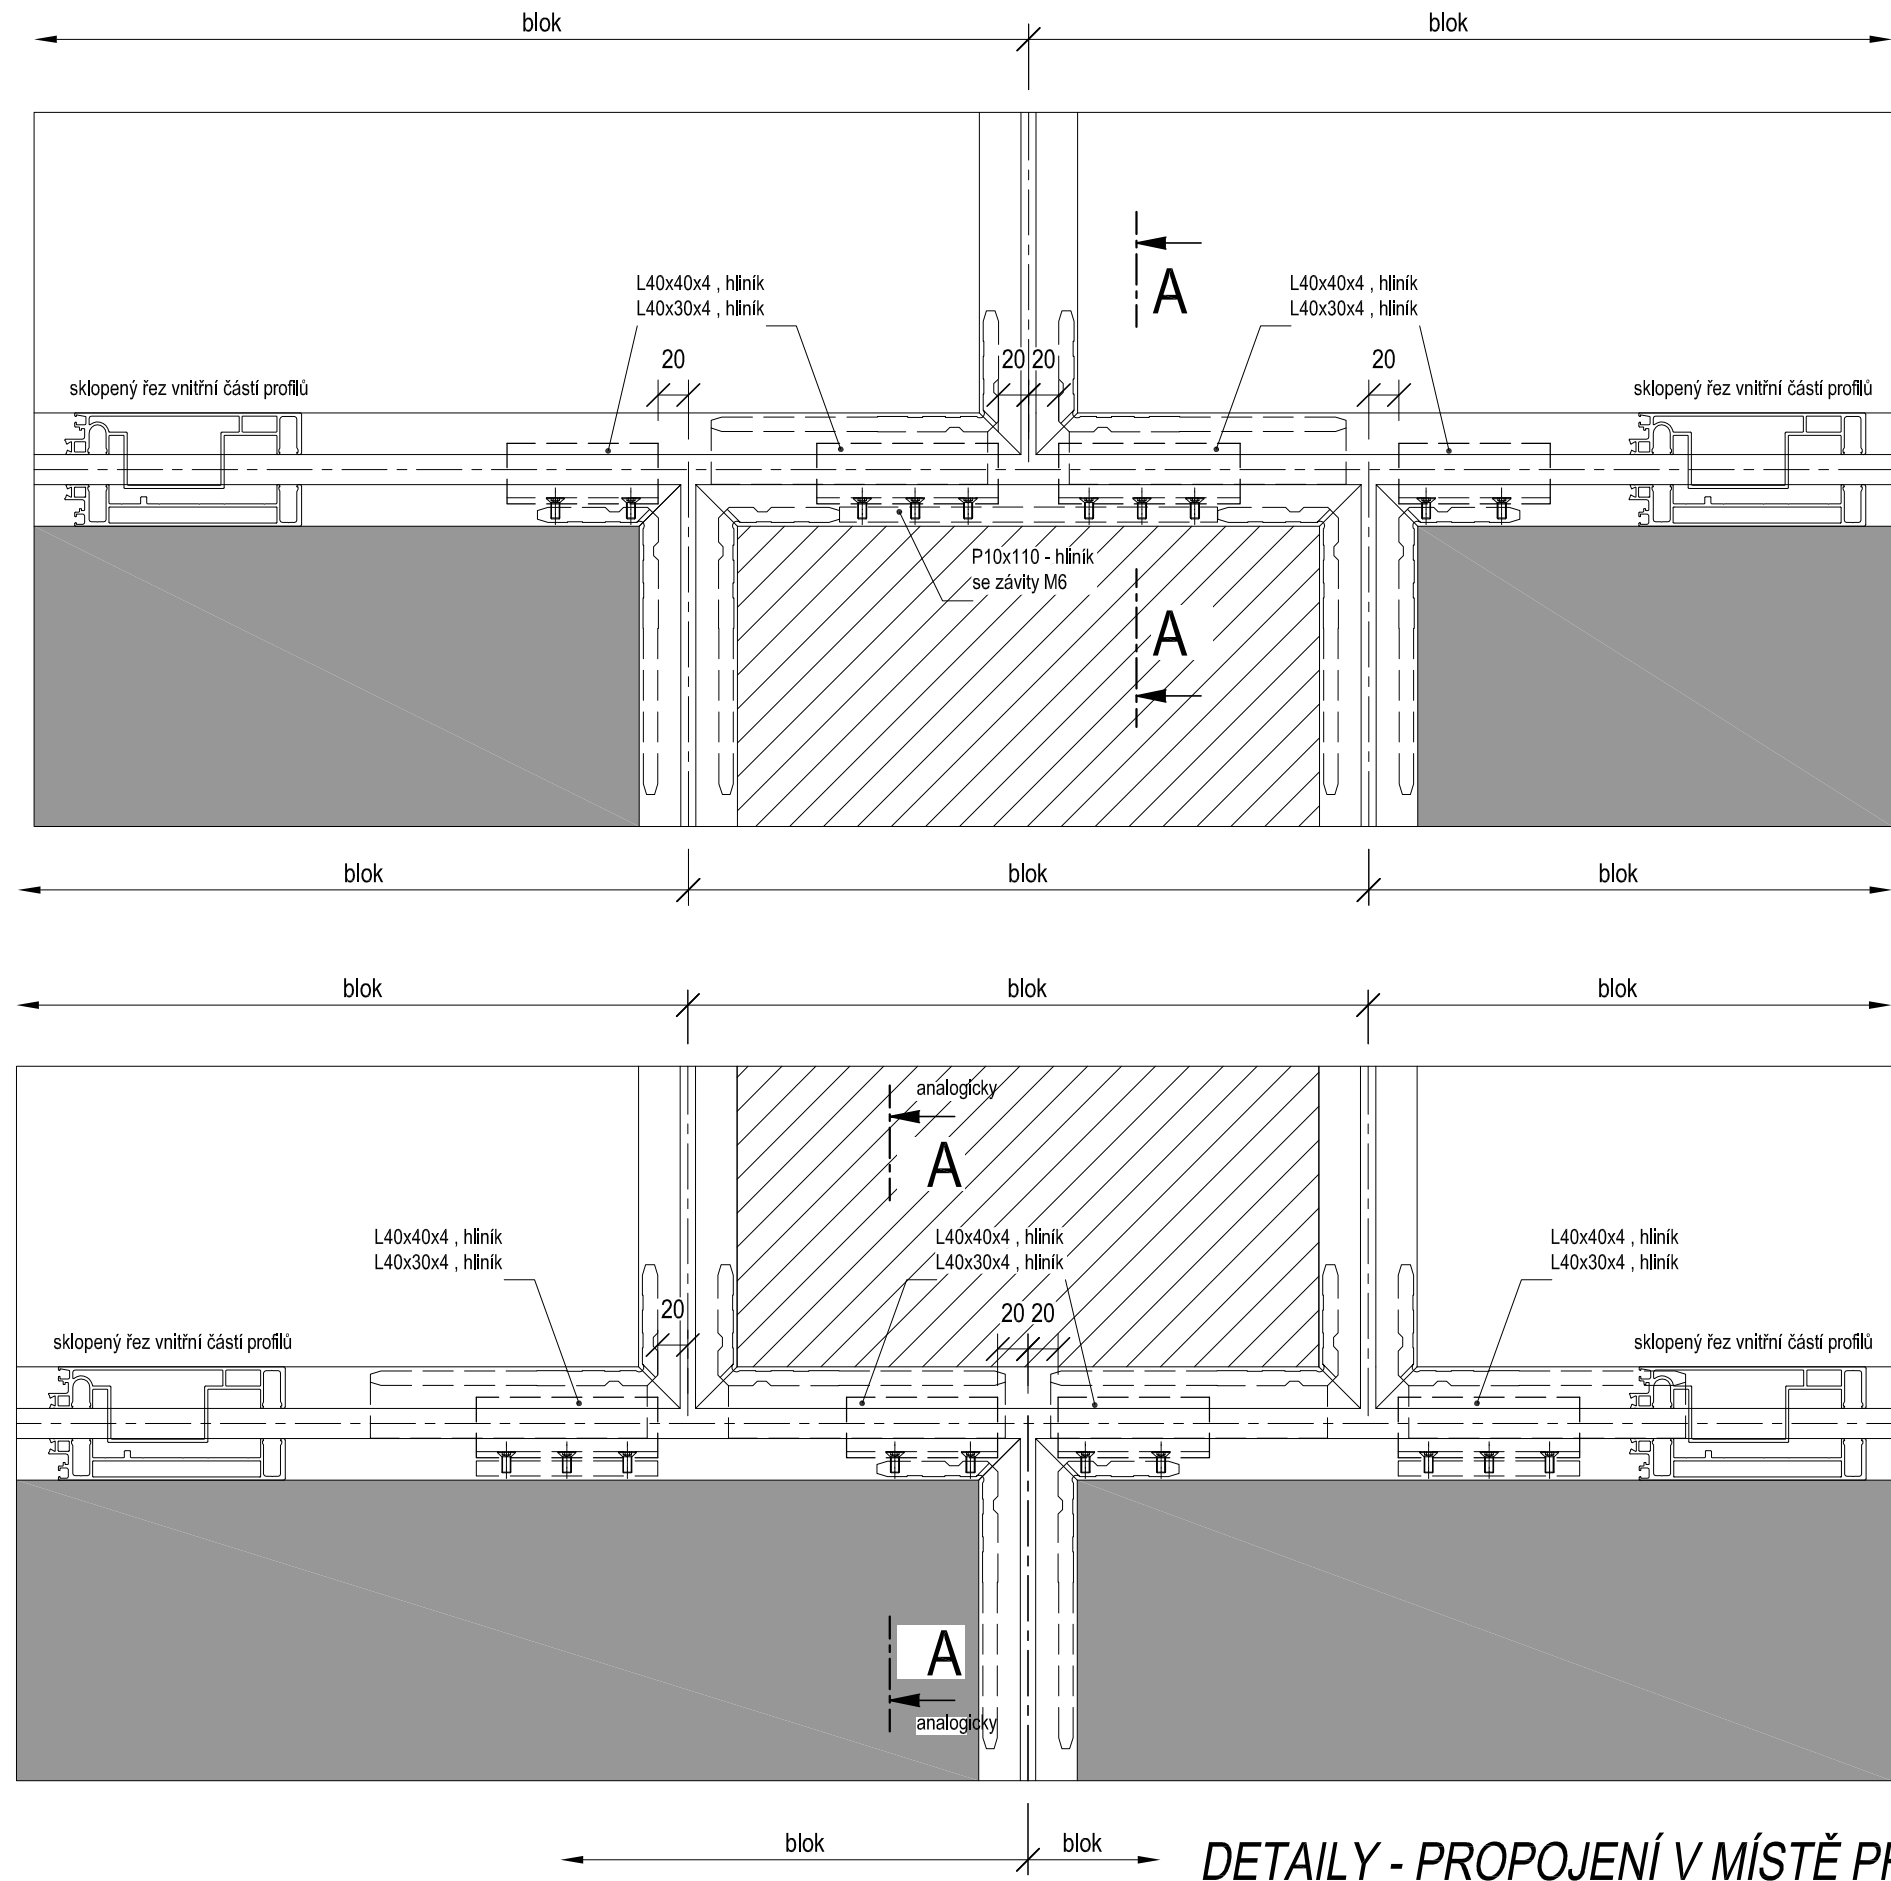 blok
blok
L40x40x4 , hliník
L40x30x4 , hliník
L40x40x4 , hliník
L40x30x4 , hliník
A
20
20
20
20
sklopený řez vnitřní částí profilů
sklopený řez vnitřní částí profilů
P10x110 - hliník
se závity M6
A
blok
blok
blok
blok
blok
blok
analogicky
A
L40x40x4 , hliník
L40x30x4 , hliník
L40x40x4 , hliník
L40x30x4 , hliník
L40x40x4 , hliník
L40x30x4 , hliník
20
20
20
sklopený řez vnitřní částí profilů
sklopený řez vnitřní částí profilů
A
analogicky
blok
blok
DETAILY - PROPOJENÍ V MÍSTĚ